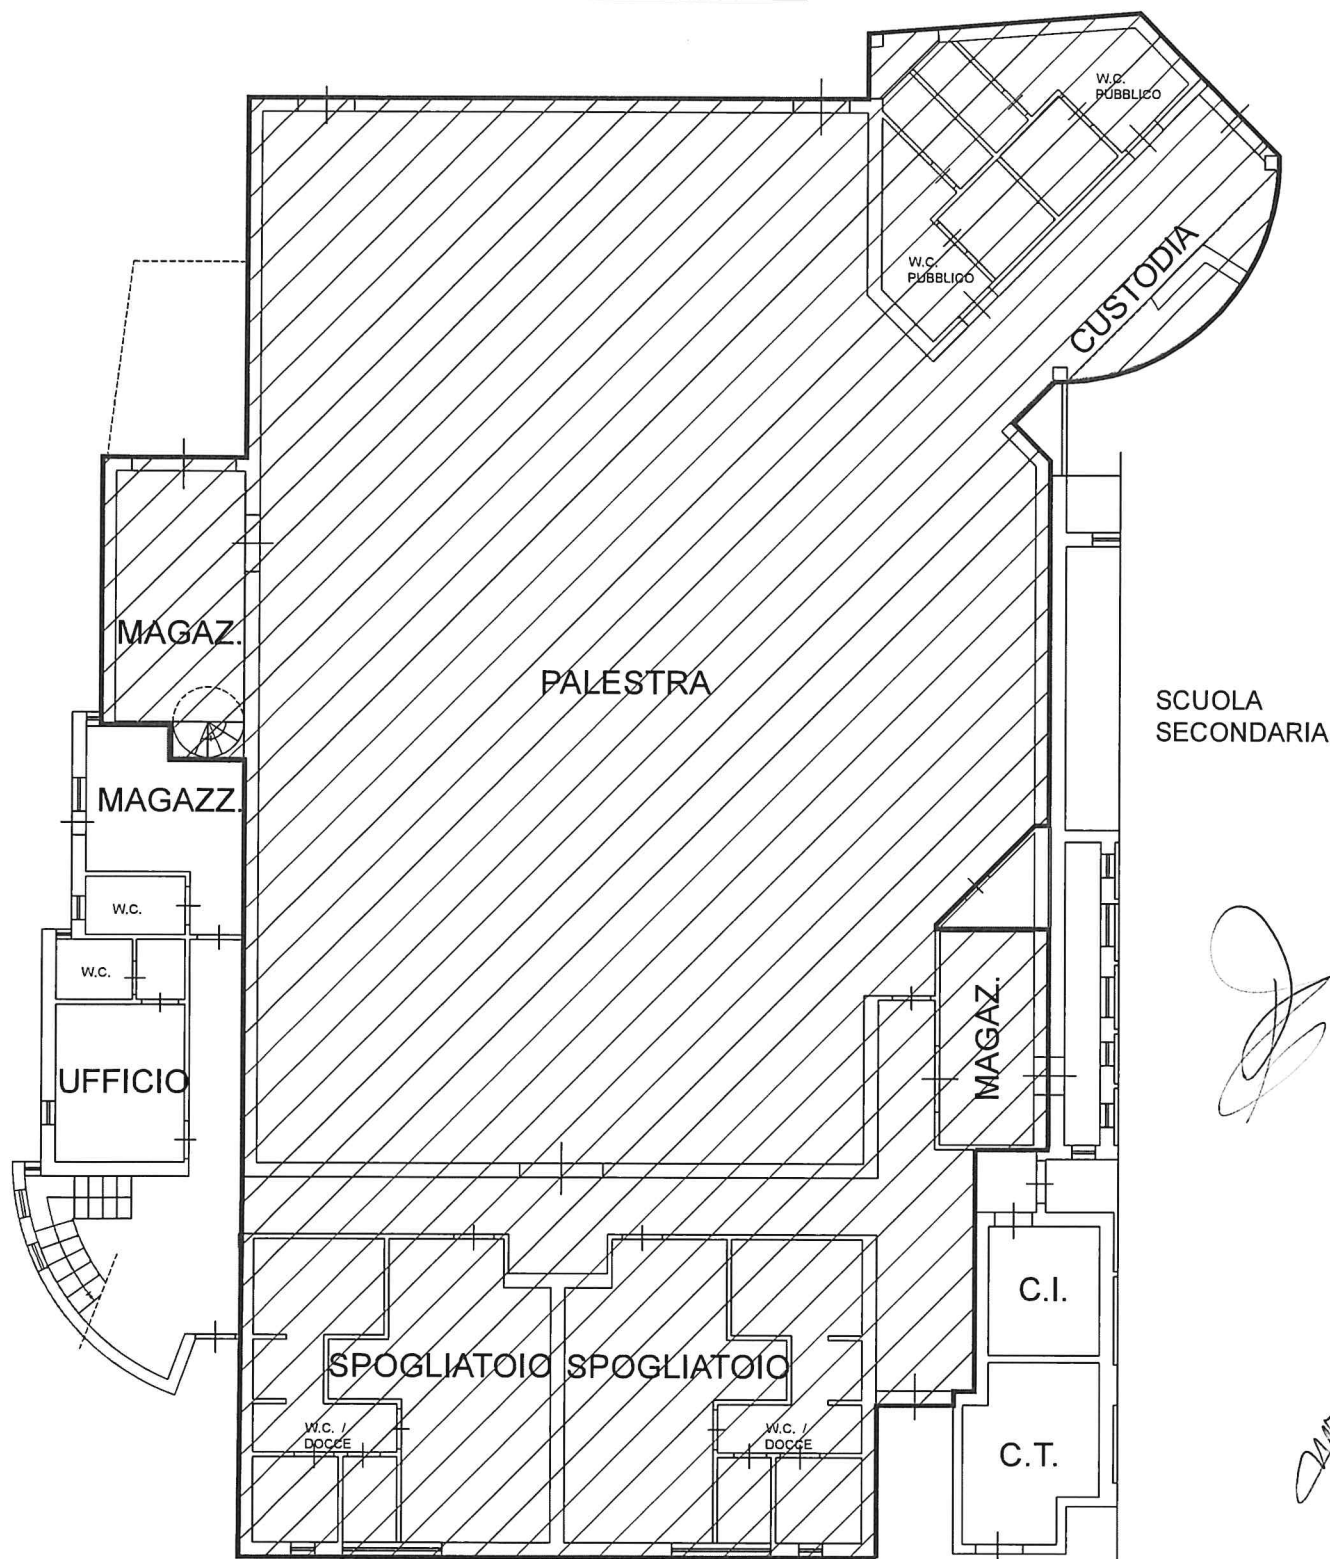 W.C.
PUBBLICO
W.C.
PUBBLICO
CUSTODIA
MAGAZ.
PALESTRA
SCUOLA
SECONDARIA
MAGAZZ.
W.C.
W.C.
UFFICIO
MAGAZ.
C.I.
SPOGLIATOIO
SPOGLIATOIO
W.C. /
DOCCE
W.C. /
DOCCE
C.T.